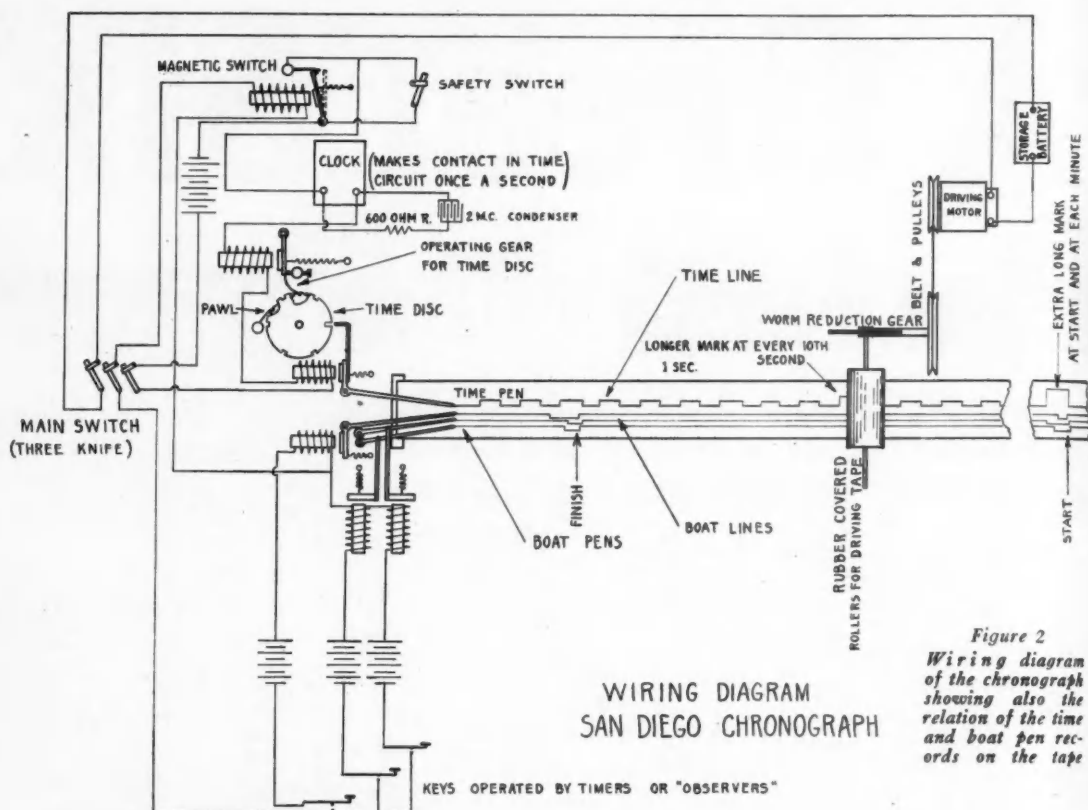 MAGNETIC SWITCH
SAFETY SWITCH
STORAGE
BATTERY
CLOCK
(MAKES CONTACT IN TIME
CIRCUIT ONCE A SECOND)
600 OHM R.
2 M.C. CONDENSER
DRIVING
MOTOR
OPERATING GEAR
FOR TIME DISC
BELT & PULLEYS
EXTRA LONG MARK
AT START AND AT EACH MINUTE
TIME LINE
PAWL
TIME DISC
WORM REDUCTION GEAR
LONGER MARK AT EVERY 10TH
SECOND
1 SEC.
TIME PEN
MAIN SWITCH
(THREE KNIFE)
FINISH
BOAT LINES
BOAT PENS
RUBBER COVERED
ROLLERS FOR DRIVING TAPE
START
WIRING DIAGRAM
SAN DIEGO CHRONOGRAPH
Figure 2
Wiring diagram
of the chronograph
showing also the
relation of the time
and boat pen rec-
ords on the tape
KEYS OPERATED BY TIMERS OR "OBSERVERS"